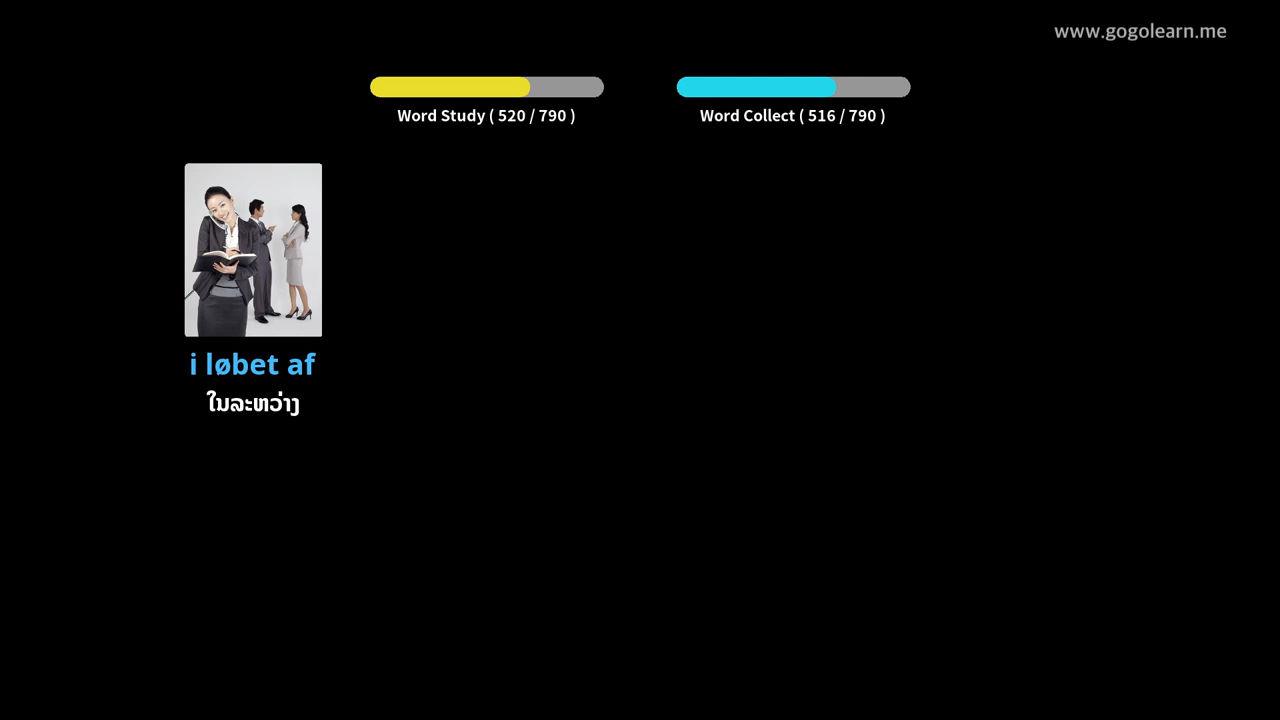 www.gogolearn.me
Word Study ( 520 / 790 )
Word Collect ( 516 / 790 )
i løbet af
ໃນລະຫວ່າງ